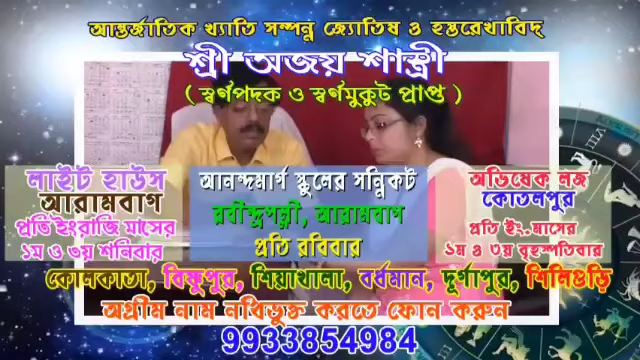 আন্তর্জাতিক খ্যাতি সম্পন্ন জ্যোতিষ ও হস্তরেখাবিদ্
শ্রী অজয় শাস্ত্রী
( স্বর্ণপদক ও স্বর্ণমুকুট প্রাপ্ত )
লাইট হাউস
আরামবাগ
প্রতি ইংরাজি মাসের
১ম ও ৩য় শনিবার
আনন্দমার্গ স্কুলের সন্নিকট
রবীন্দ্রপল্লী, আরামবাগ
প্রতি রবিবার
অভিষেক লজ
কোতলপুর
প্রতি ইং.মাসের
১ম ও ৩য় বৃহস্পতিবার
কোলকাতা, বিষ্ণুপুর, শিয়াখালা, বর্ধমান, দুর্গাপুর, শিলিগুড়ি
অগ্রীম নাম নথিভুক্ত করতে ফোন করুন
9933854984